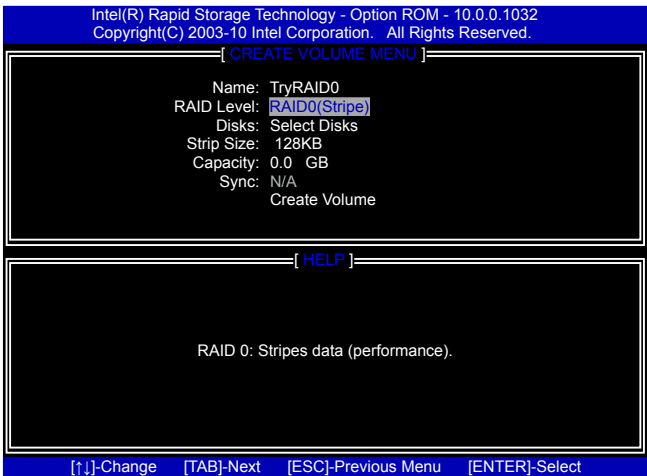 Intel(R) Rapid Storage Technology - Option ROM - 10.0.0.1032
Copyright(C) 2003-10 Intel Corporation. All Rights Reserved.
[ CREATE VOLUME MENU ]
Name: TryRAID0
RAID Level: RAID0(Stripe)
Disks: Select Disks
Strip Size: 128KB
Capacity: 0.0 GB
Sync: N/A
Create Volume
[ HELP ]
RAID 0: Stripes data (performance).
[↑↓]-Change [TAB]-Next [ESC]-Previous Menu [ENTER]-Select